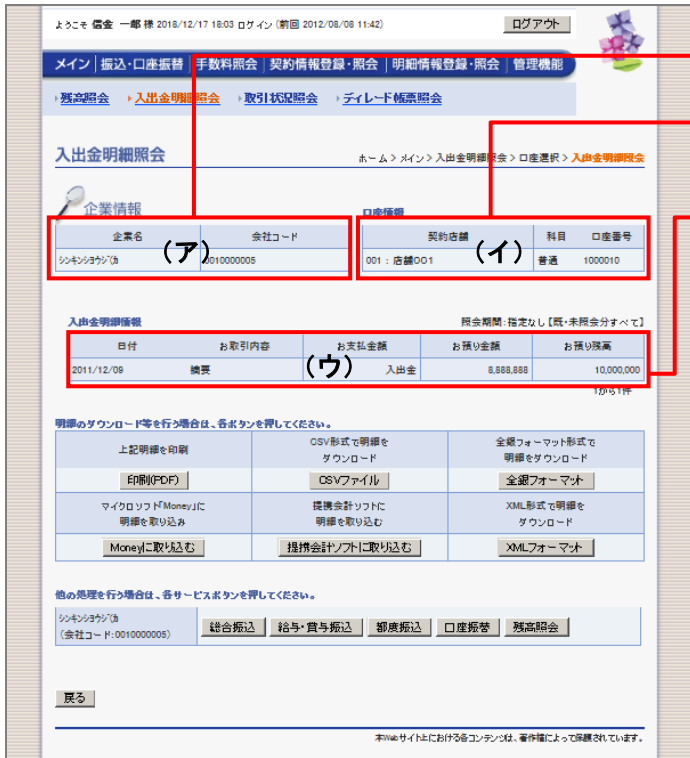 ようこそ 信金 一郎 様 2018/12/17 18:03 ログイン (前回 2012/08/08 11:42)
ログアウト
メイン 振込・口座振替 手数料照会 契約情報登録・照会 明細情報登録・照会 管理機能
残高照会 入出金明細照会 取引状況照会 ディレード帳票照会
入出金明細照会
ホーム > メイン > 入出金明細照会 > 口座選択 > 入出金明細照会
企業情報 口座情報
企業名 会社コード 契約店舗 科目 口座番号
(ア) (イ)
シンキンシヨウジ(カ 0010000005 001 : 店舗001 普通 1000010
入出金明細情報 照会期間:指定なし【既・未照会分すべて】
日付 お取引内容 お支払金額 お預り金額 お預り残高
(ウ)
2011/12/09 摘要 入出金 8,888,888 10,000,000
1から1件
明細のダウンロード等を行う場合は、各ボタンを押してください。
上記明細を印刷 CSV形式で明細を 全銀フォーマット形式で
ダウンロード 明細をダウンロード
印刷(PDF) CSVファイル 全銀フォーマット
マイクロソフト「Money」に 提携会計ソフトに XML形式で明細を
明細を取り込み 明細を取り込む ダウンロード
Moneyに取り込む 提携会計ソフトに取り込む XMLフォーマット
他の処理を行う場合は、各サービスボタンを押してください。
シンキンシヨウジ(カ
(会社コード:0010000005)
総合振込 給与・賞与振込 都度振込 口座振替 残高照会
戻る
本Webサイト上における各コンテンツは、著作権によって保護されています。